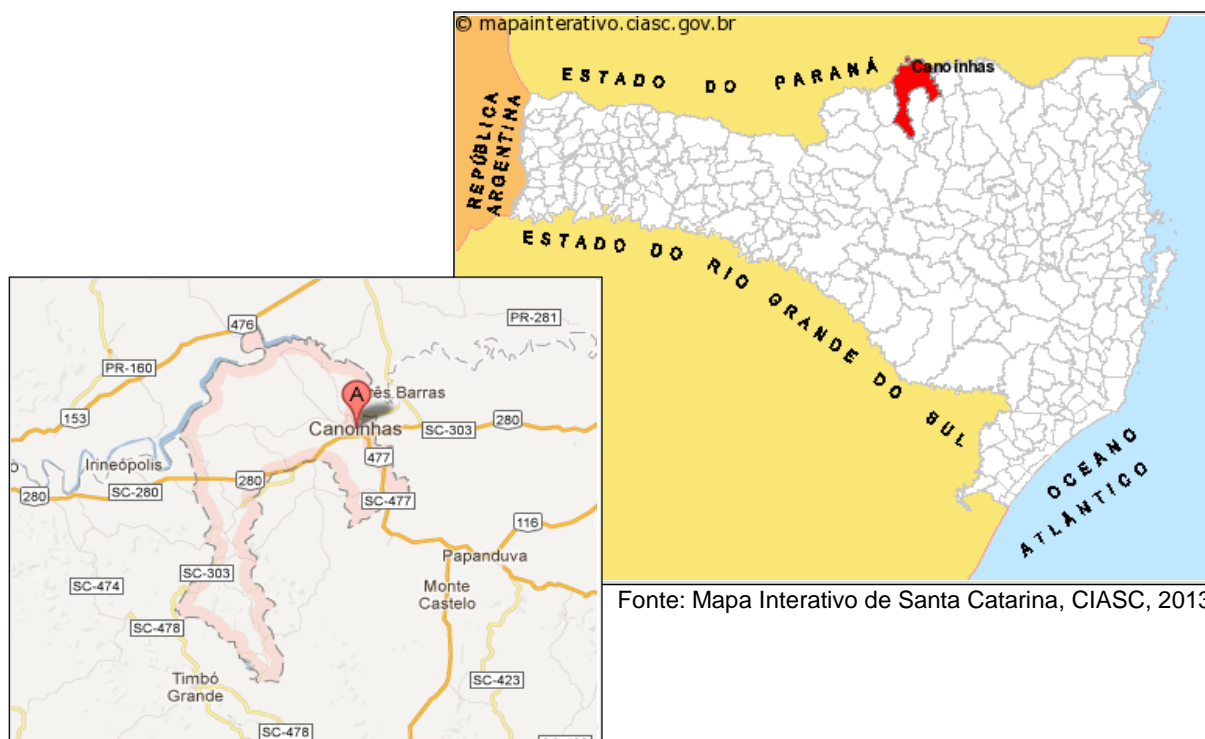 © mapainterativo.ciasc.gov.br
Canoinhas
ESTADO DO PARANÁ
REPÚBLICA
ARGENTINA
ESTADO DO RIO GRANDE DO SUL
OCEANO
ATLÂNTICO
Fonte: Mapa Interativo de Santa Catarina, CIASC, 2013
476
PR-281
PR-160
A
rês Barras
153
Canoinhas
SC-303
280
477
Irineópolis
280
280
SC-280
SC-477
116
Papanduva
SC-303
SC-474
Monte
Castelo
SC-478
Timbó
Grande
SC-423
SC-478